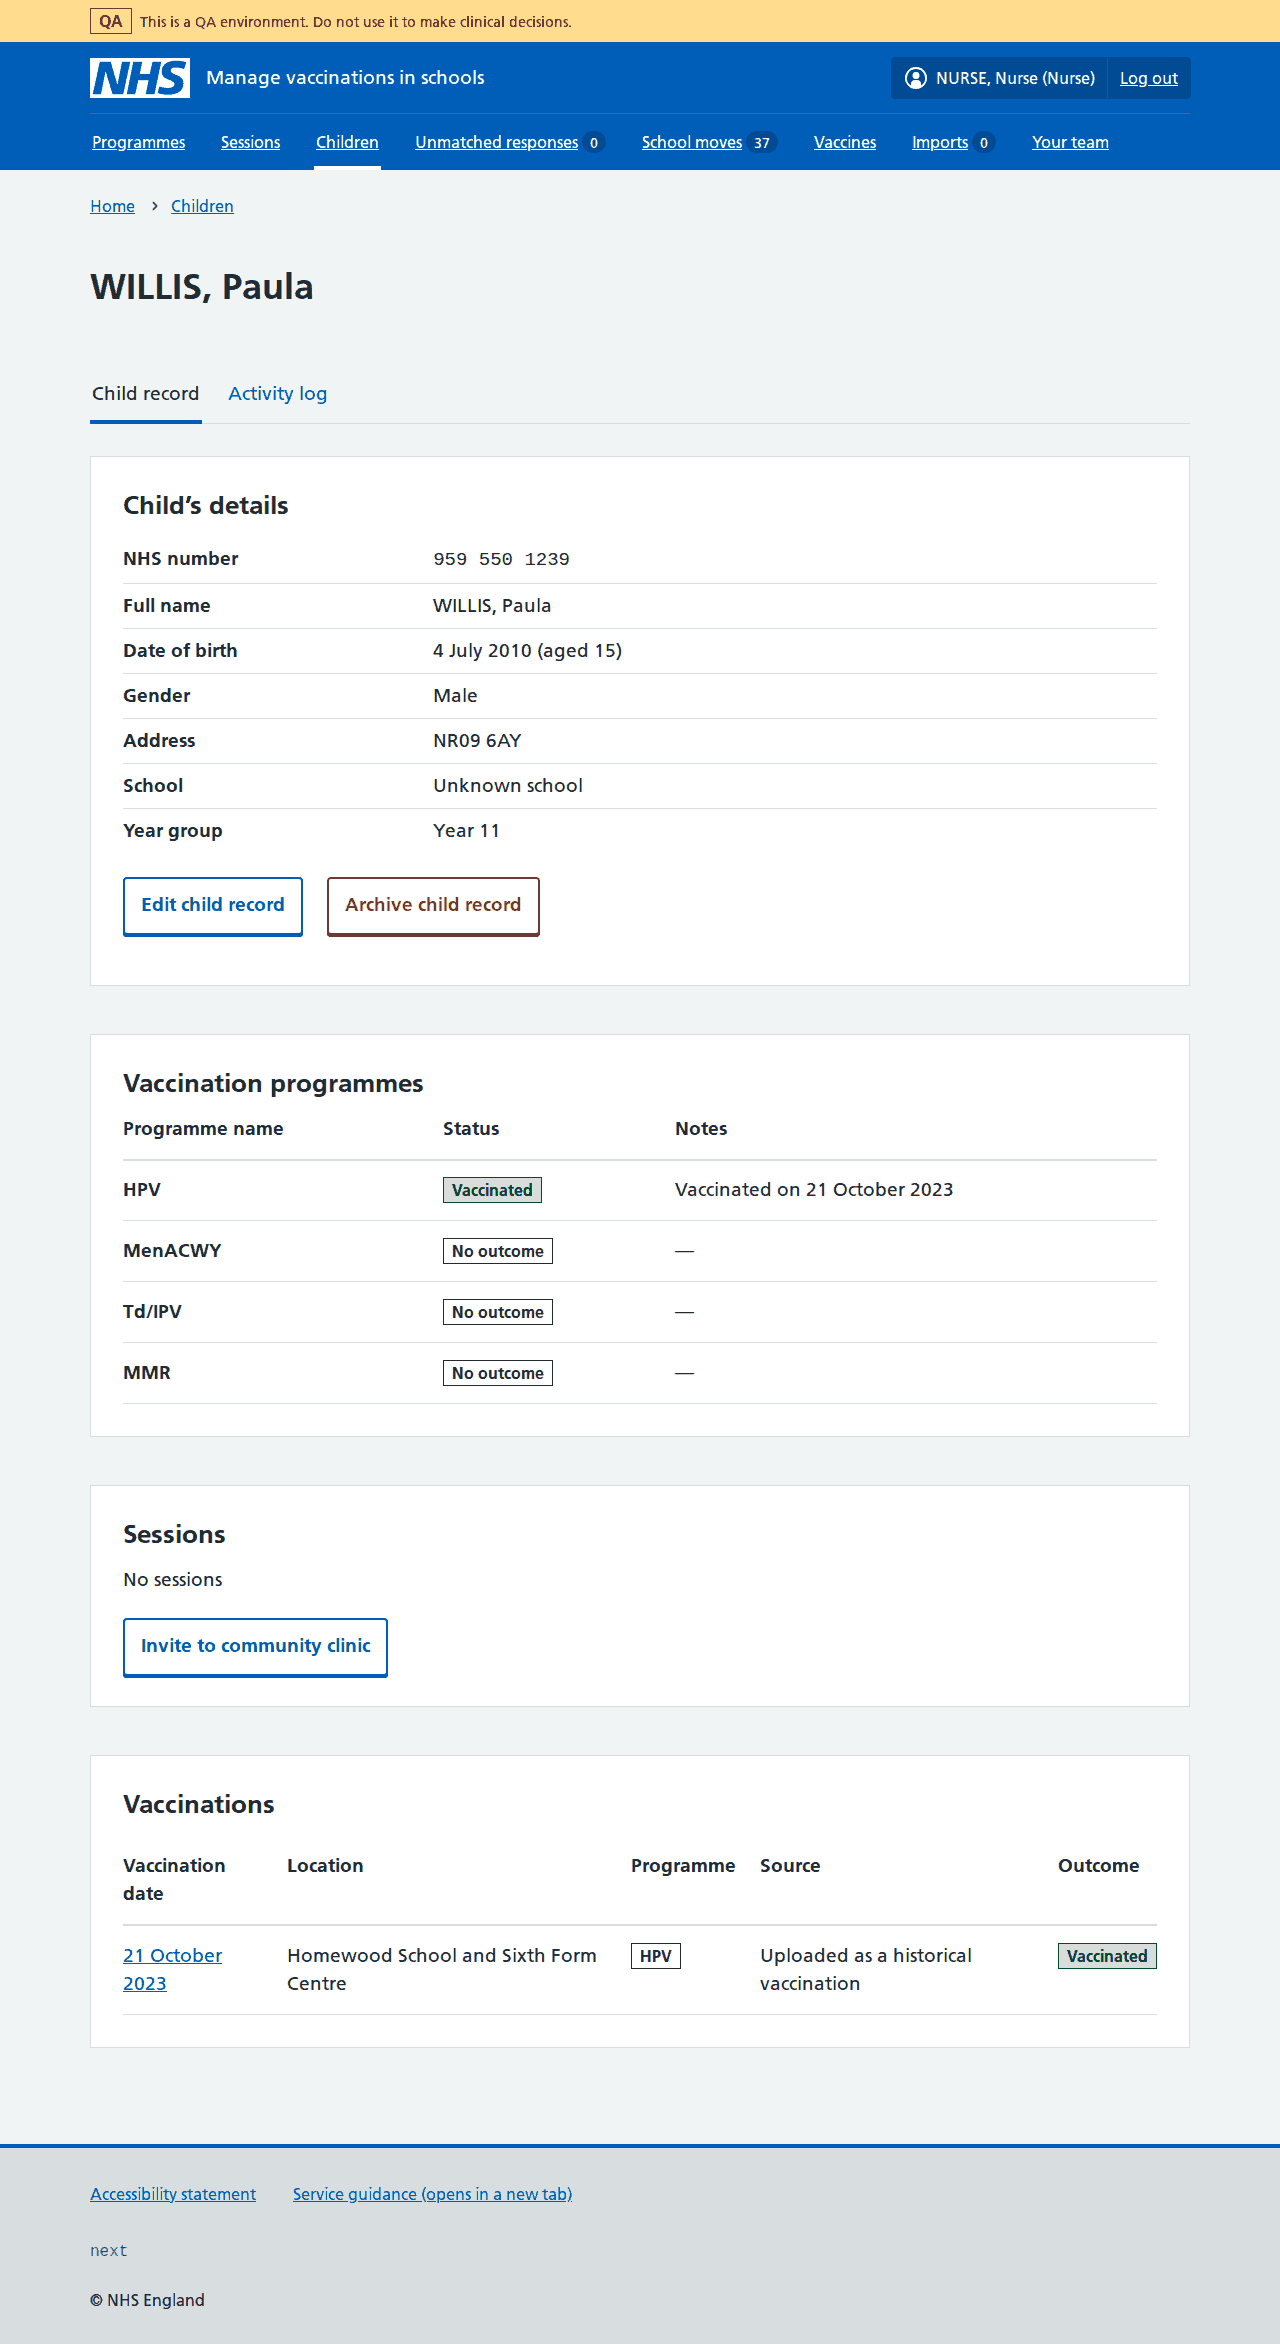 QA This is a QA environment. Do not use it to make clinical decisions.
NHS Manage vaccinations in schools NURSE, Nurse (Nurse) Log out
Programmes Sessions Children Unmatched responses 0 School moves 37 Vaccines Imports 0 Your team
Home Children
WILLIS, Paula
Child record Activity log
Child’s details
NHS number 959 550 1239
Full name WILLIS, Paula
Date of birth 4 July 2010 (aged 15)
Gender Male
Address NR09 6AY
School Unknown school
Year group Year 11
Edit child record Archive child record
Vaccination programmes
Programme name Status Notes
HPV Vaccinated Vaccinated on 21 October 2023
MenACWY No outcome —
Td/IPV No outcome —
MMR No outcome —
Sessions
No sessions
Invite to community clinic
Vaccinations
Vaccination Location Programme Source Outcome
date
21 October Homewood School and Sixth Form HPV Uploaded as a historical Vaccinated
2023 Centre vaccination
Accessibility statement Service guidance (opens in a new tab)
next
© NHS England